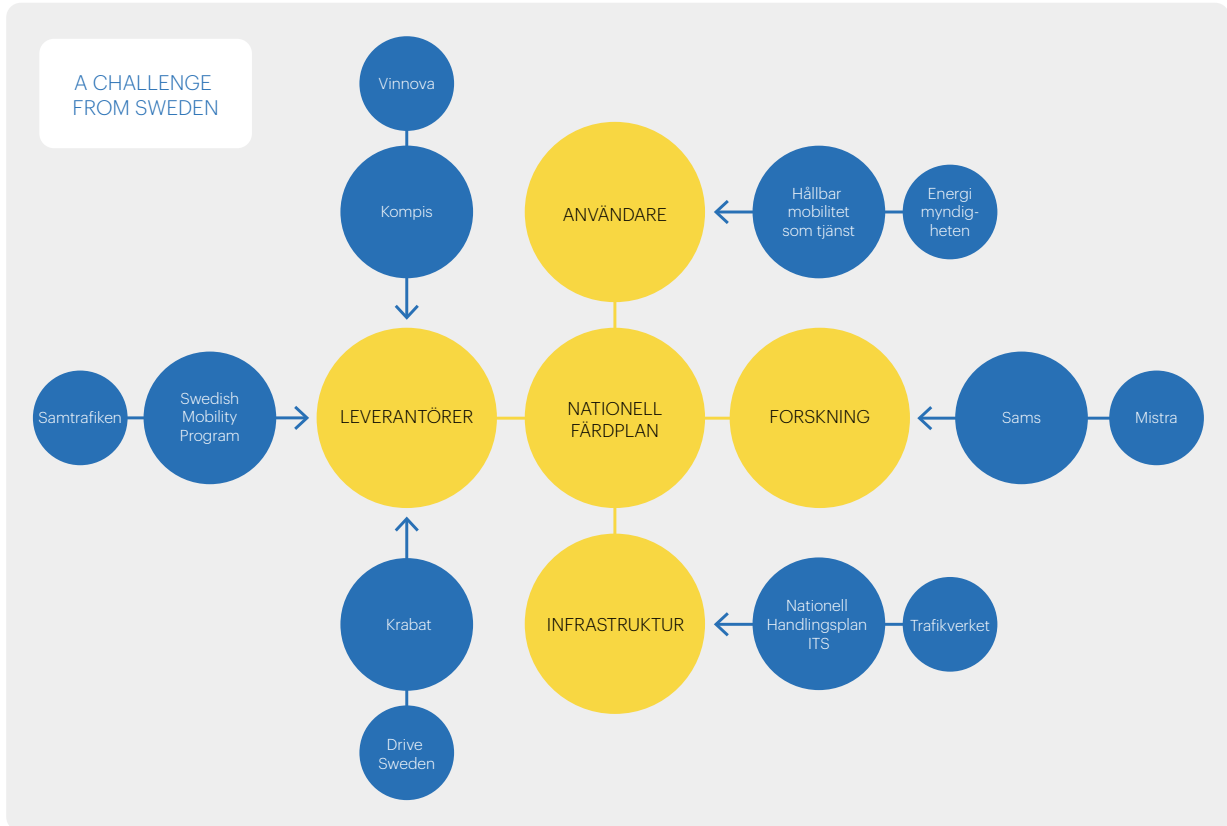 A CHALLENGE
FROM SWEDEN
Vinnova
Kompis
ANVÄNDARE
Hållbar
mobilitet
som tjänst
Energi
myndig-
heten
Samtrafiken
Swedish
Mobility
Program
LEVERANTÖRER
NATIONELL
FÄRDPLAN
FORSKNING
Sams
Mistra
Krabat
INFRASTRUKTUR
Nationell
Handlingsplan
ITS
Trafikverket
Drive
Sweden